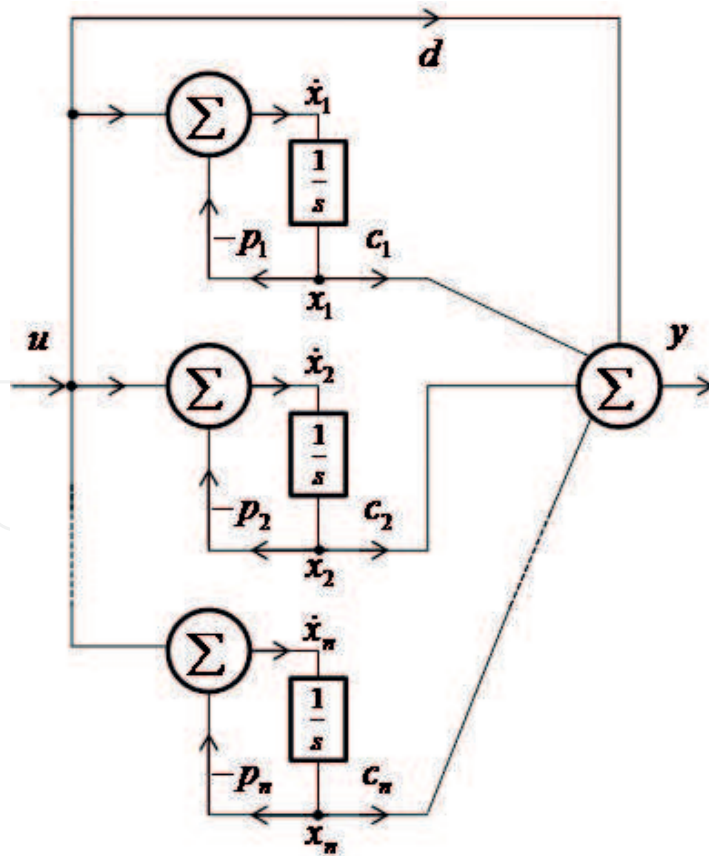 d
Σ
ẋ₁
1
s
−p₁
c₁
x₁
u
Σ
ẋ₂
1
s
−p₂
c₂
x₂
Σ
y
Σ
ẋₙ
1
s
−pₙ
cₙ
xₙ